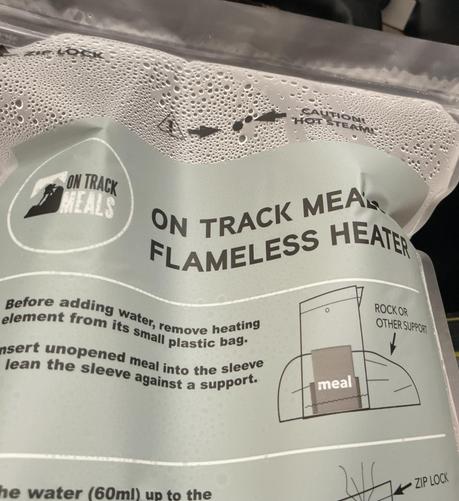 ZIP LOCK
CAUTION!
HOT STEAM!
ON TRACK
MEALS
ON TRACK MEALS
FLAMELESS HEATER
Before adding water, remove heating
element from its small plastic bag.
nsert unopened meal into the sleeve
lean the sleeve against a support.
ROCK OR
OTHER SUPPORT
meal
he water (60ml) up to the
ZIP LOCK